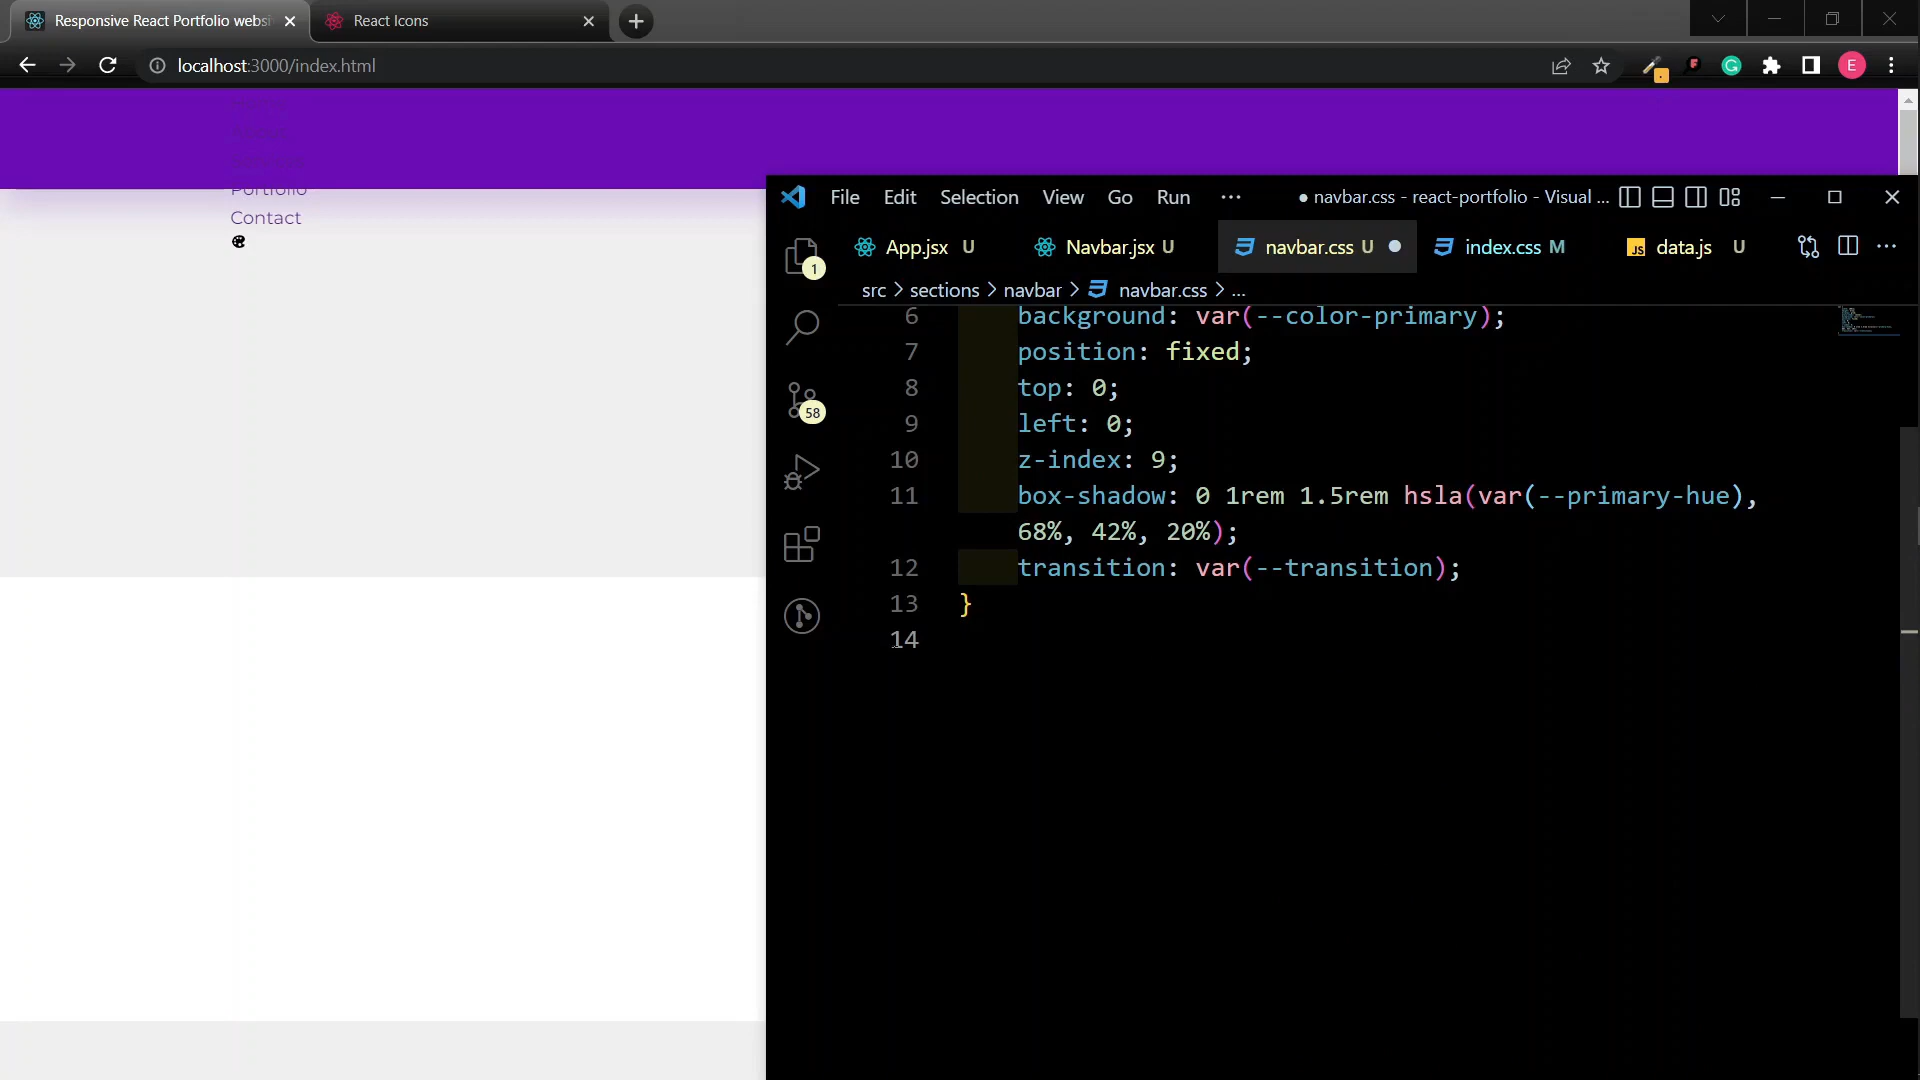 Responsive React Portfolio websi
React Icons
localhost:3000/index.html
E
Portfolio
Contact
File Edit Selection View Go Run ··· ● navbar.css - react-portfolio - Visual ...
App.jsx U Navbar.jsx U navbar.css U index.css M data.js U
src > sections > navbar > navbar.css > ...
1
58
6 background: var(--color-primary);
7 position: fixed;
8 top: 0;
9 left: 0;
10 z-index: 9;
11 box-shadow: 0 1rem 1.5rem hsla(var(--primary-hue),
68%, 42%, 20%);
12 transition: var(--transition);
13 }
14